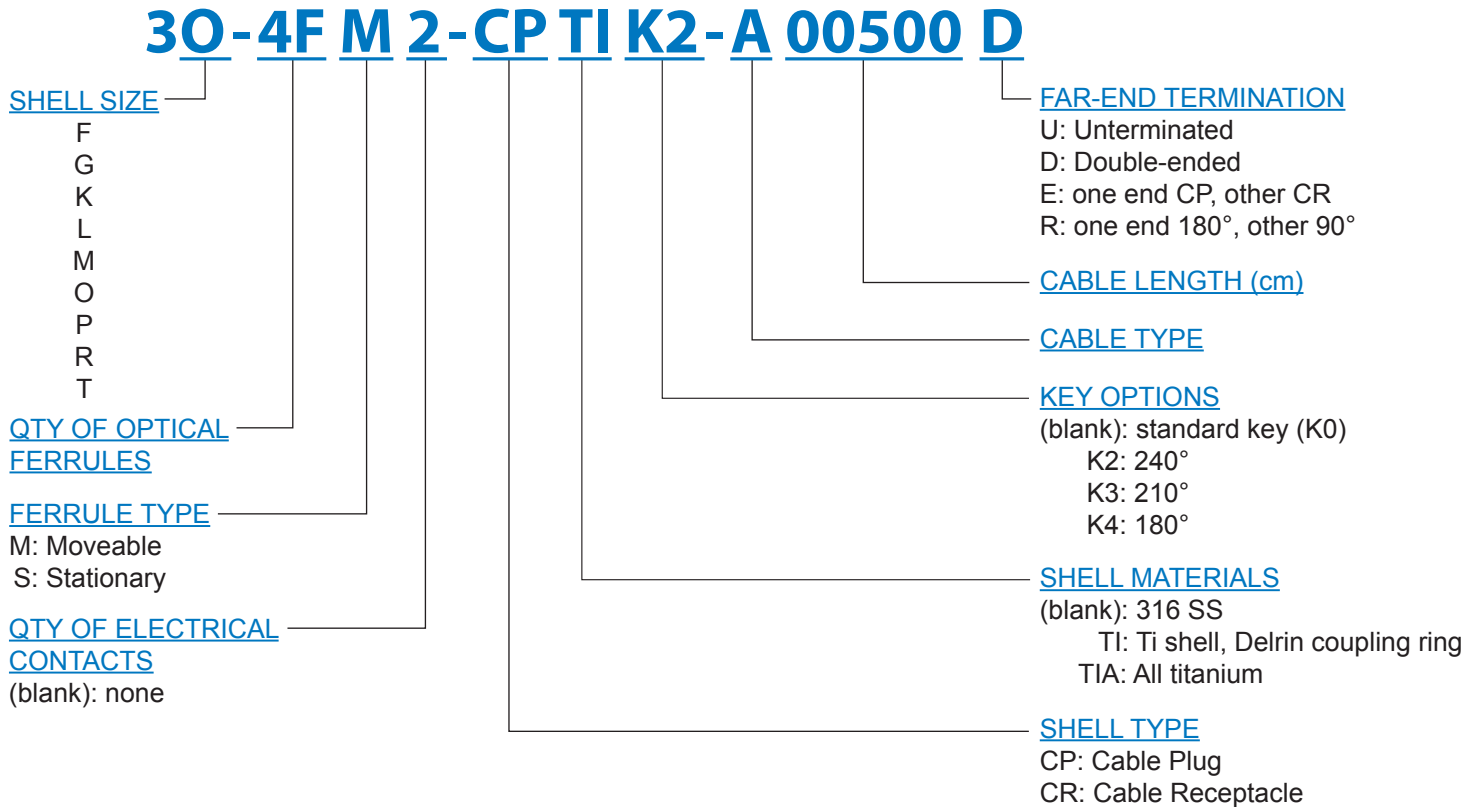 3O-4F M 2-CP TI K2-A 00500 D
SHELL SIZE
F
G
K
L
M
O
P
R
T
QTY OF OPTICAL
FERRULES
FERRULE TYPE
M: Moveable
S: Stationary
QTY OF ELECTRICAL
CONTACTS
(blank): none
FAR-END TERMINATION
U: Unterminated
D: Double-ended
E: one end CP, other CR
R: one end 180°, other 90°
CABLE LENGTH (cm)
CABLE TYPE
KEY OPTIONS
(blank): standard key (K0)
K2: 240°
K3: 210°
K4: 180°
SHELL MATERIALS
(blank): 316 SS
TI: Ti shell, Delrin coupling ring
TIA: All titanium
SHELL TYPE
CP: Cable Plug
CR: Cable Receptacle